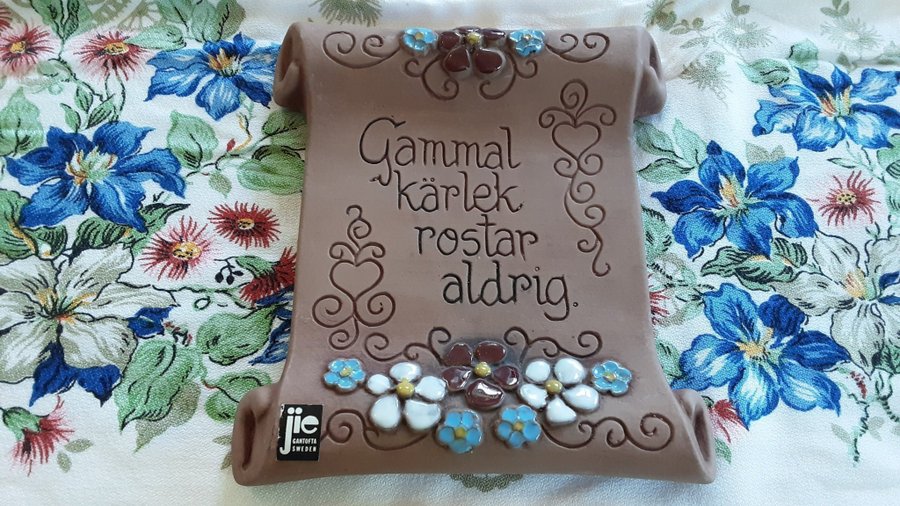 Gammal
kärlek
rostar
aldrig.
jie
GANTOFTA
SWEDEN